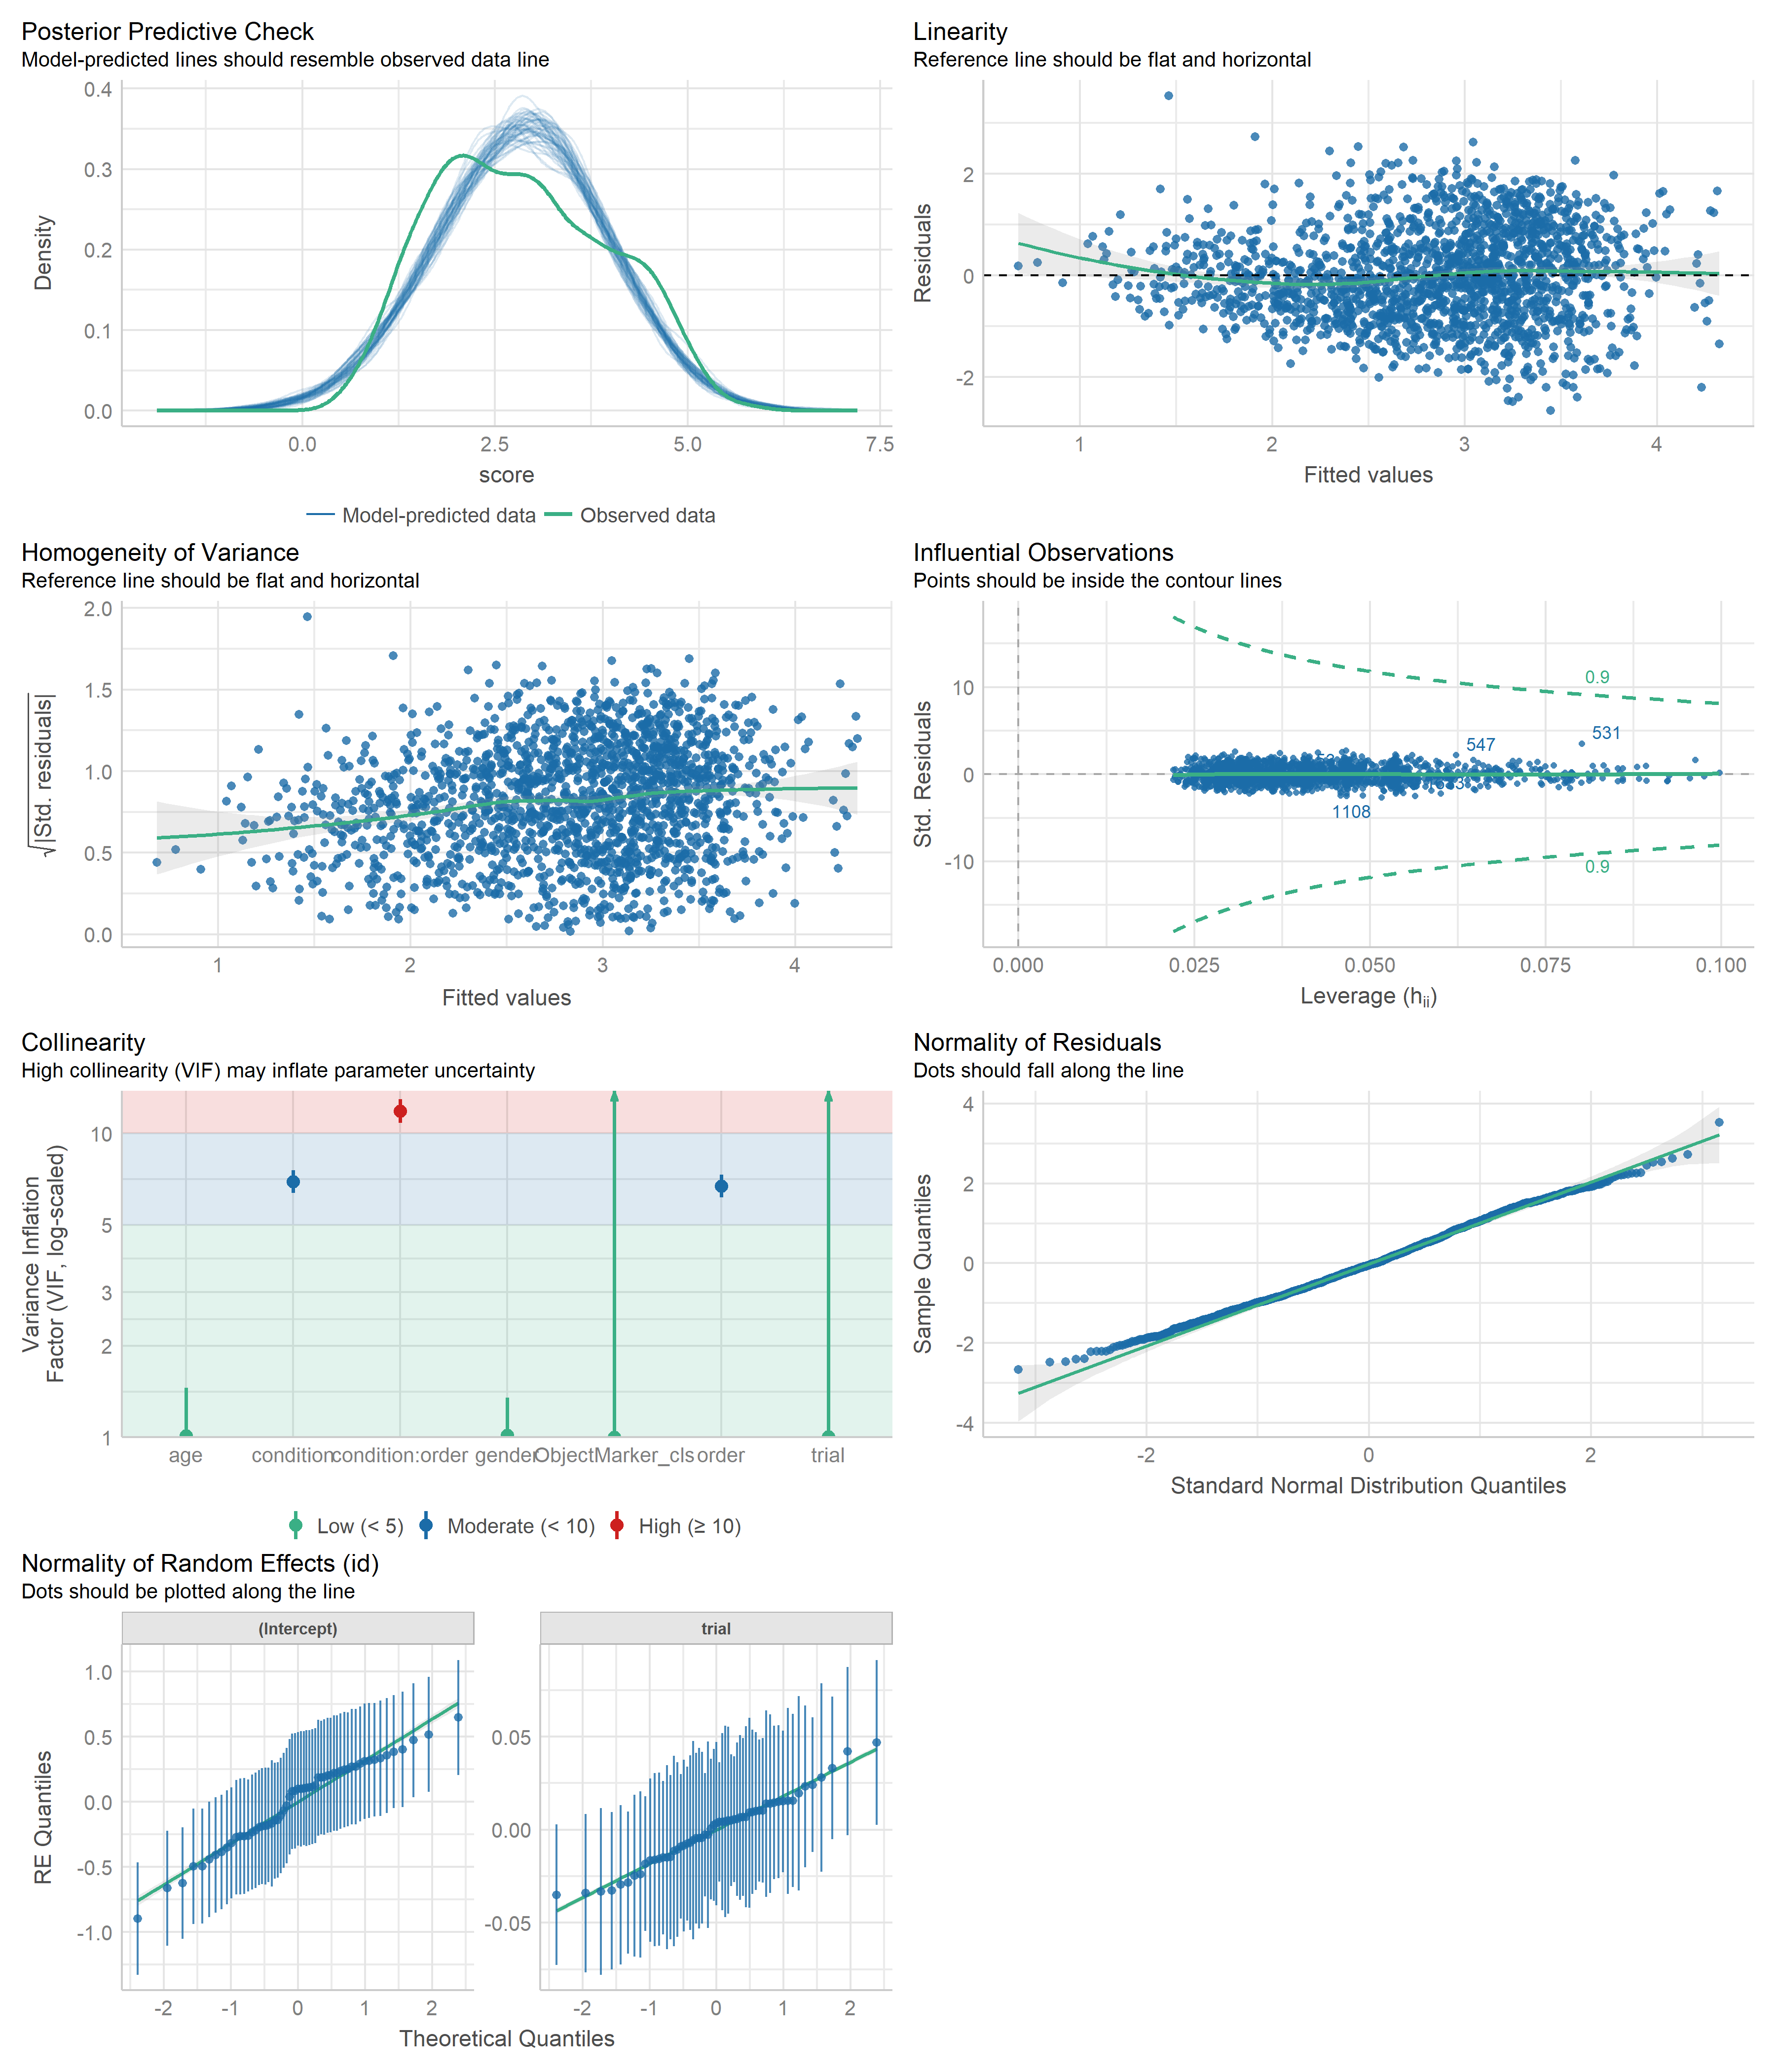 Posterior Predictive Check
Model-predicted lines should resemble observed data line
0.4
0.3
0.2
0.1
0.0
Density
0.0 2.5 5.0 7.5
score
Model-predicted data Observed data
Linearity
Reference line should be flat and horizontal
2
0
-2
Residuals
1 2 3 4
Fitted values
Homogeneity of Variance
Reference line should be flat and horizontal
2.0
1.5
1.0
0.5
0.0
√|Std. residuals|
1 2 3 4
Fitted values
Influential Observations
Points should be inside the contour lines
10
0
-10
Std. Residuals
0.9
531
547
1108
0.9
0.000 0.025 0.050 0.075 0.100
Leverage (hii)
Collinearity
High collinearity (VIF) may inflate parameter uncertainty
10
5
3
2
1
Variance Inflation
Factor (VIF, log-scaled)
age condition condition:order gender ObjectMarker_cls order trial
Low (< 5) Moderate (< 10) High (≥ 10)
Normality of Residuals
Dots should fall along the line
4
2
0
-2
-4
Sample Quantiles
-2 0 2
Standard Normal Distribution Quantiles
Normality of Random Effects (id)
Dots should be plotted along the line
(Intercept)
trial
1.0
0.5
0.0
-0.5
-1.0
RE Quantiles
0.05
0.00
-0.05
-2 -1 0 1 2
-2 -1 0 1 2
Theoretical Quantiles